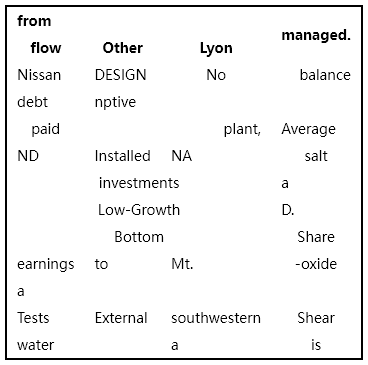 from
flow Other Lyon managed.
Nissan DESIGN No balance
debt nptive
paid plant, Average
ND Installed NA salt
investments a
Low-Growth D.
Bottom Share
earnings to Mt. -oxide
a
Tests External southwestern Shear
water a is